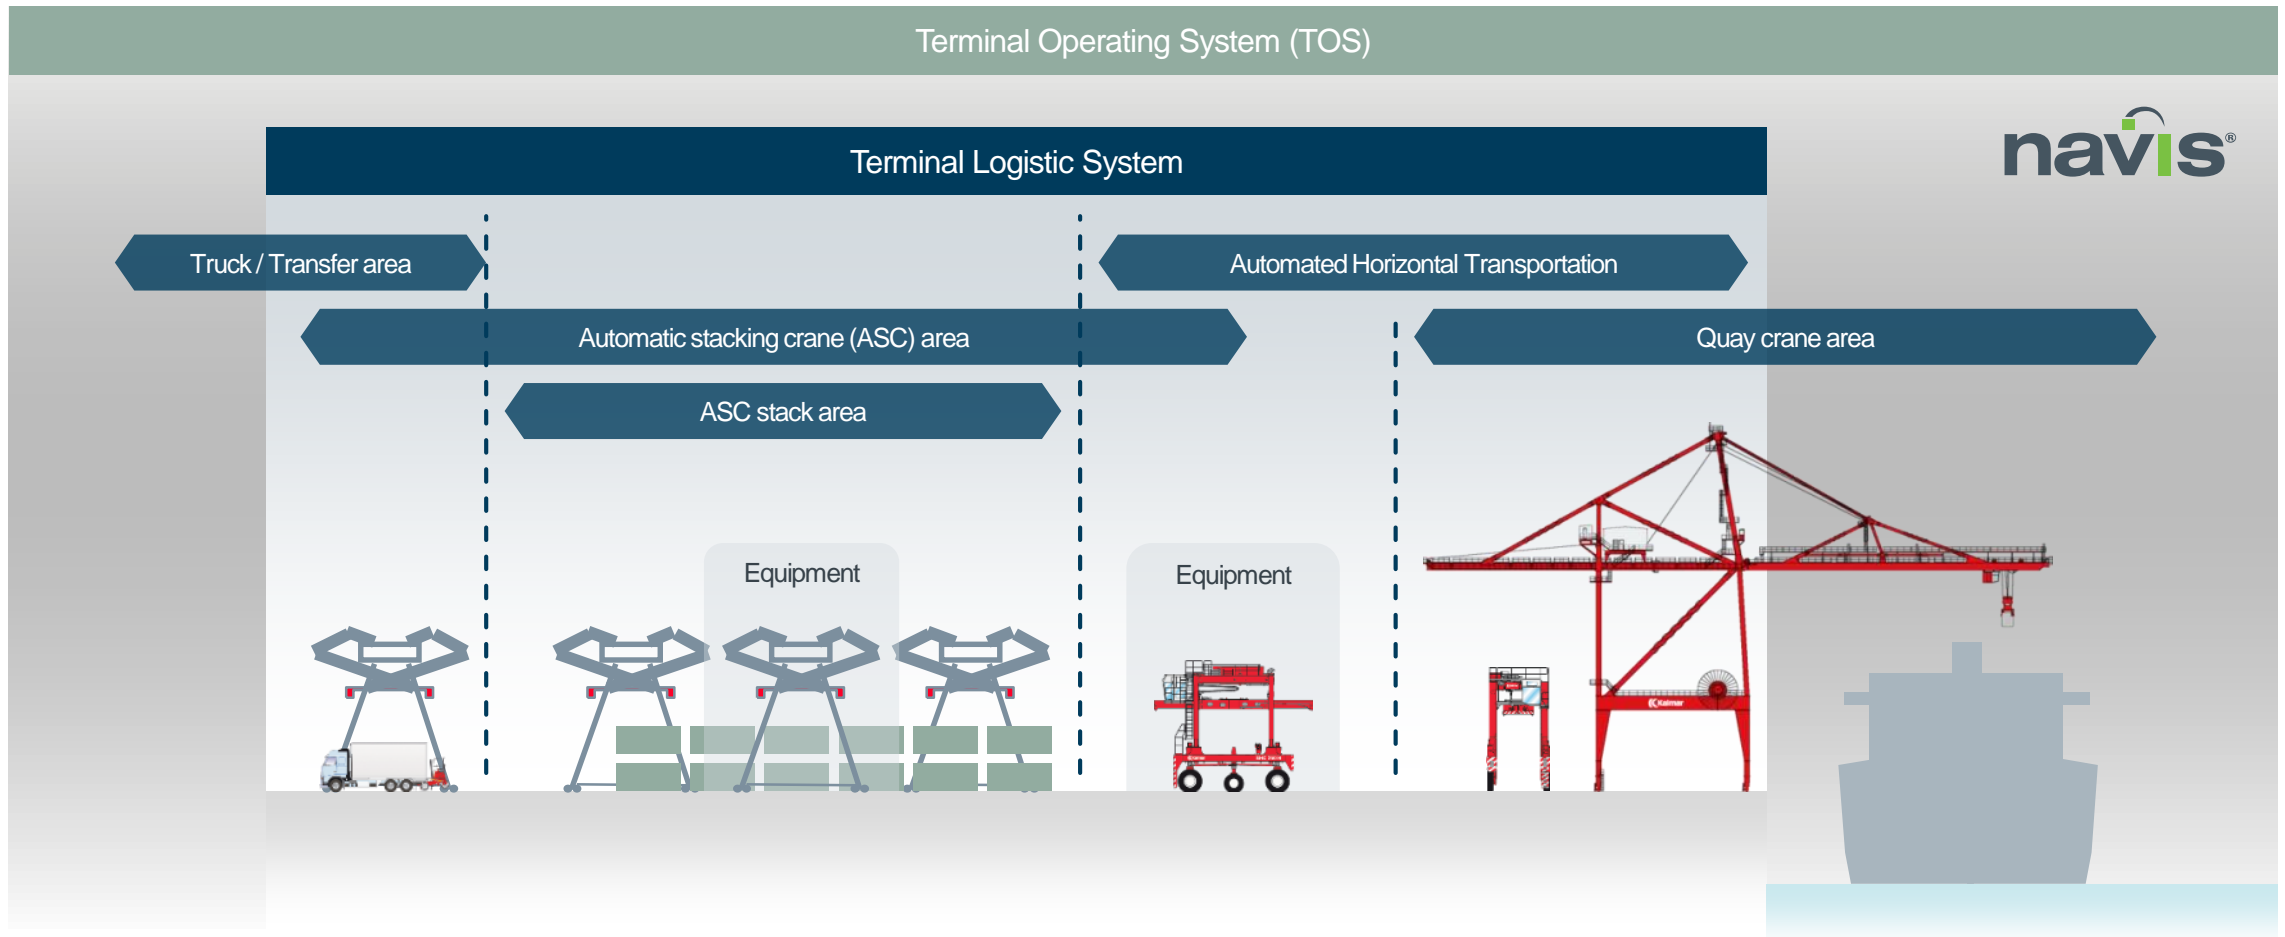 Terminal Operating System (TOS)
navis®
Terminal Logistic System
Truck / Transfer area
Automated Horizontal Transportation
Automatic stacking crane (ASC) area
Quay crane area
ASC stack area
Equipment
Equipment
Kalmar